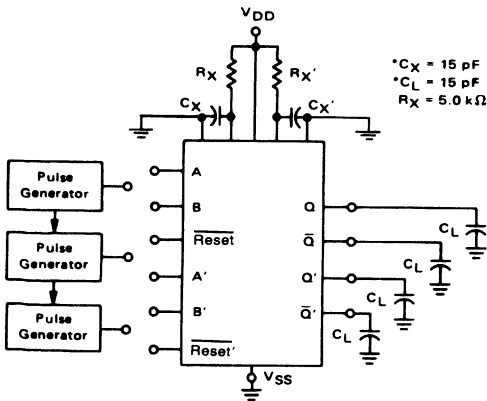 VDD
RX
RX'
CX
CX'
*CX = 15 pF
*CL = 15 pF
RX = 5.0 kΩ
Pulse
Generator
Pulse
Generator
Pulse
Generator
A
B
Reset
A'
B'
Reset'
Q
Q̅
Q'
Q̅'
CL
CL
CL
CL
VSS